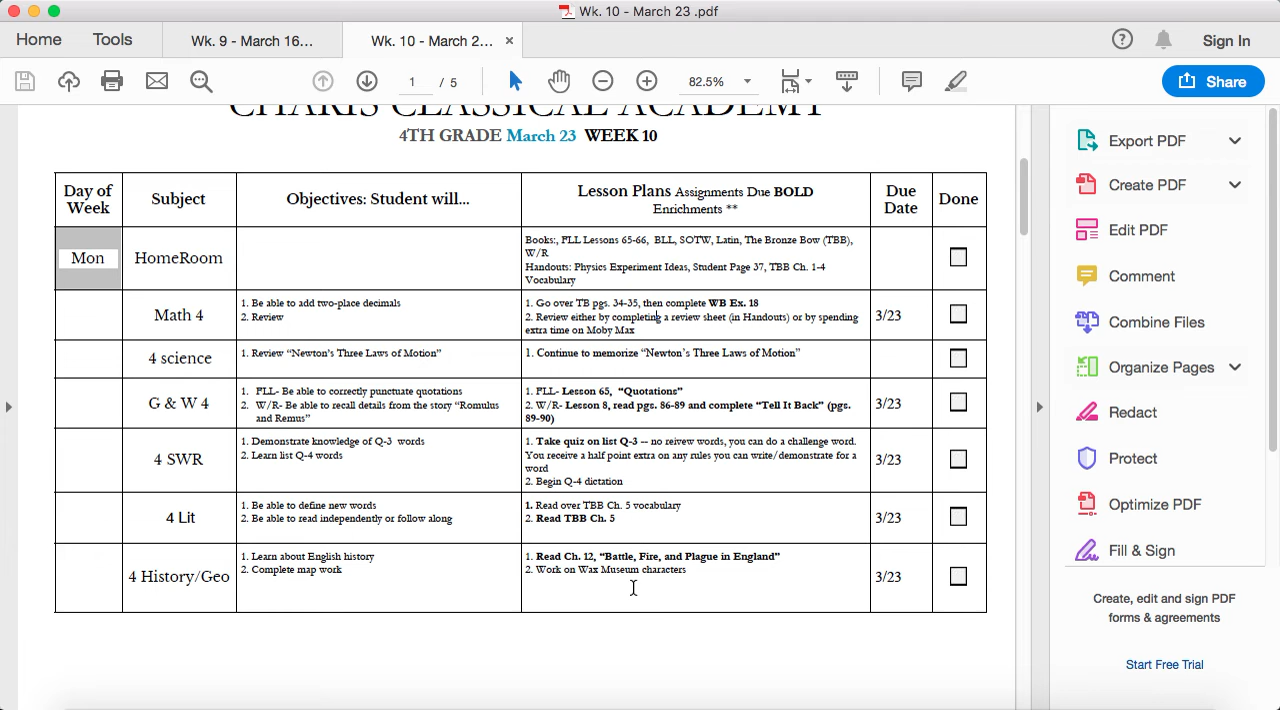 Wk. 10 - March 23 .pdf
Home Tools Wk. 9 - March 16... Wk. 10 - March 2... × ? Sign In
1 / 5 82.5% Share
CHARIS CLASSICAL ACADEMY
4TH GRADE March 23 WEEK 10
Day of
Week
Subject
Objectives: Student will...
Lesson Plans Assignments Due BOLD
Enrichments **
Due
Date
Done
Mon
HomeRoom
Books:, FLL Lessons 65-66, BLL, SOTW, Latin, The Bronze Bow (TBB),
W/R
Handouts: Physics Experiment Ideas, Student Page 37, TBB Ch. 1-4
Vocabulary
Math 4
1. Be able to add two-place decimals
2. Review
1. Go over TB pgs. 34-35, then complete WB Ex. 18
2. Review either by completing a review sheet (in Handouts) or by spending
extra time on Moby Max
3/23
4 science
1. Review “Newton’s Three Laws of Motion”
1. Continue to memorize “Newton’s Three Laws of Motion”
G & W 4
1. FLL- Be able to correctly punctuate quotations
2. W/R- Be able to recall details from the story “Romulus
and Remus”
1. FLL- Lesson 65, “Quotations”
2. W/R- Lesson 8, read pgs. 86-89 and complete “Tell It Back” (pgs.
89-90)
3/23
4 SWR
1. Demonstrate knowledge of Q-3 words
2. Learn list Q-4 words
1. Take quiz on list Q-3 -- no reivew words, you can do a challenge word.
You receive a half point extra on any rules you can write/demonstrate for a
word
2. Begin Q-4 dictation
3/23
4 Lit
1. Be able to define new words
2. Be able to read independently or follow along
1. Read over TBB Ch. 5 vocabulary
2. Read TBB Ch. 5
3/23
4 History/Geo
1. Learn about English history
2. Complete map work
1. Read Ch. 12, “Battle, Fire, and Plague in England”
2. Work on Wax Museum characters
3/23
Export PDF
Create PDF
Edit PDF
Comment
Combine Files
Organize Pages
Redact
Protect
Optimize PDF
Fill & Sign
Create, edit and sign PDF
forms & agreements
Start Free Trial